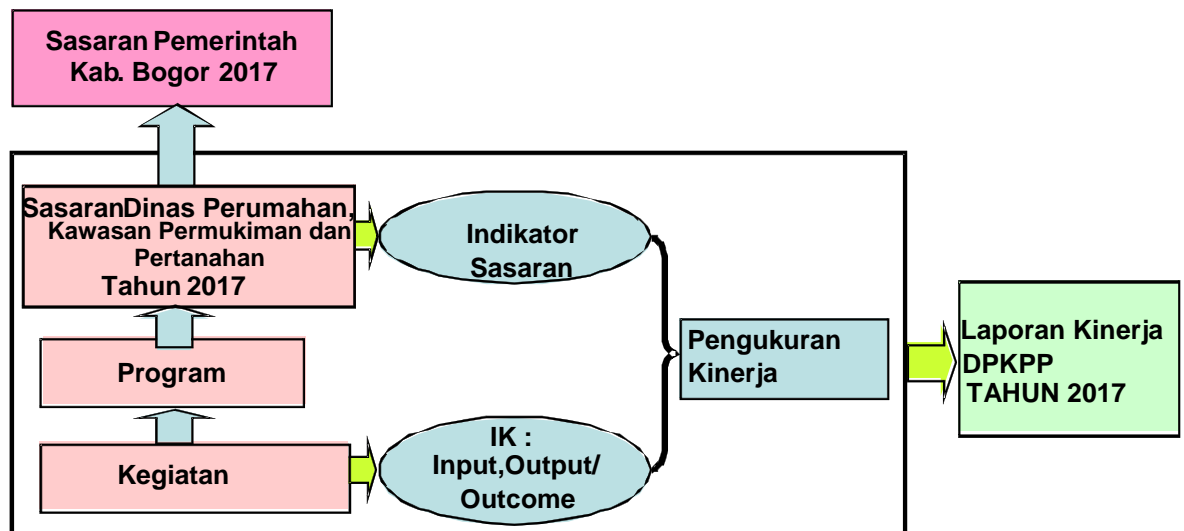 Sasaran Pemerintah
Kab. Bogor 2017
SasaranDinas Perumahan,
Kawasan Permukiman dan
Pertanahan
Tahun 2017
Indikator
Sasaran
Program
Pengukuran
Kinerja
Laporan Kinerja
DPKPP
TAHUN 2017
Kegiatan
IK :
Input,Output/
Outcome